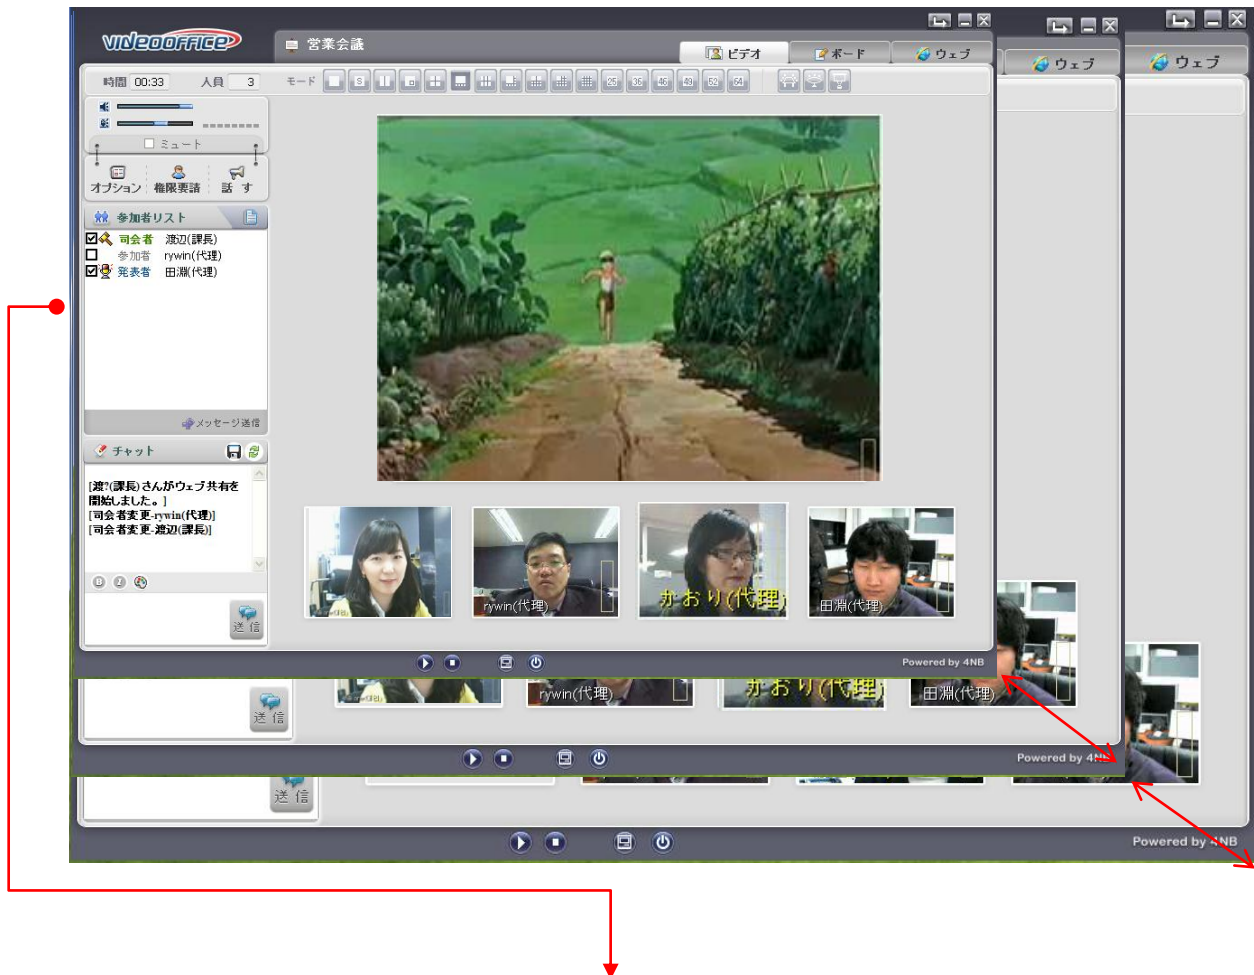 VIDEOOFFICE
営業会議
ビデオ
ボード
ウェブ
ウェブ
ウェブ
時間 00:33 人員 3
モード
S
25 36 46 49 52 64
ミュート
オプション 権限要請 話 す
参加者リスト
司会者 渡辺(課長)
参加者 rywin(代理)
発表者 田淵(代理)
メッセージ送信
チャット
[渡?(課長)さんがウェブ共有を
開始しました。]
[司会者変更-rywin(代理)]
[司会者変更-渡辺(課長)]
送 信
rywin(代理)
かおり(代理)
田淵(代理)
Powered by 4NB
送 信
rywin(代理)
かおり(代理)
田淵(代理)
Powered by 4NB
送 信
Powered by 4NB